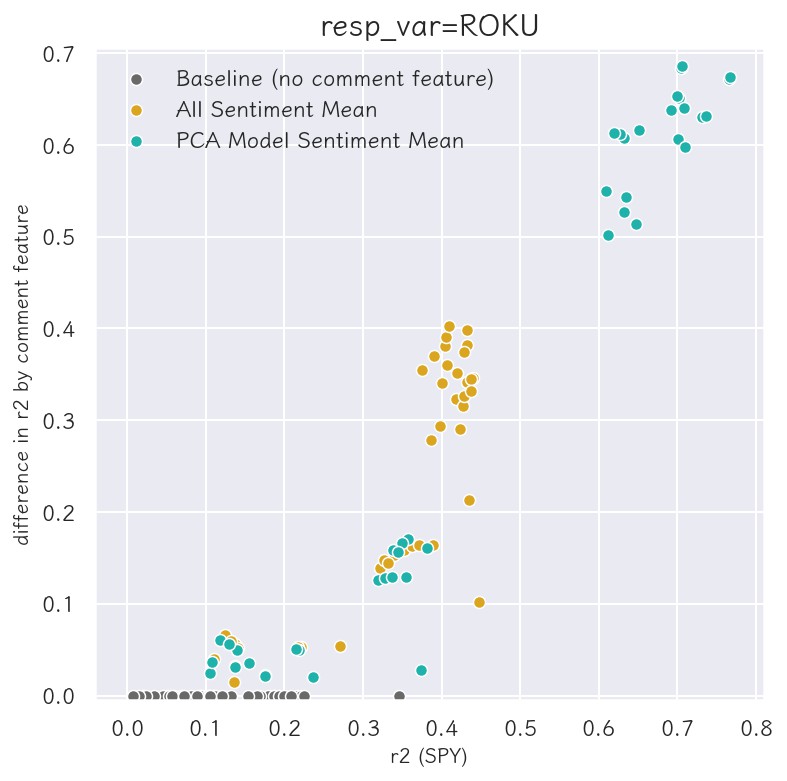 resp_var=ROKU
Baseline (no comment feature)
All Sentiment Mean
PCA Model Sentiment Mean
difference in r2 by comment feature
0.7
0.6
0.5
0.4
0.3
0.2
0.1
0.0
0.0 0.1 0.2 0.3 0.4 0.5 0.6 0.7 0.8
r2 (SPY)